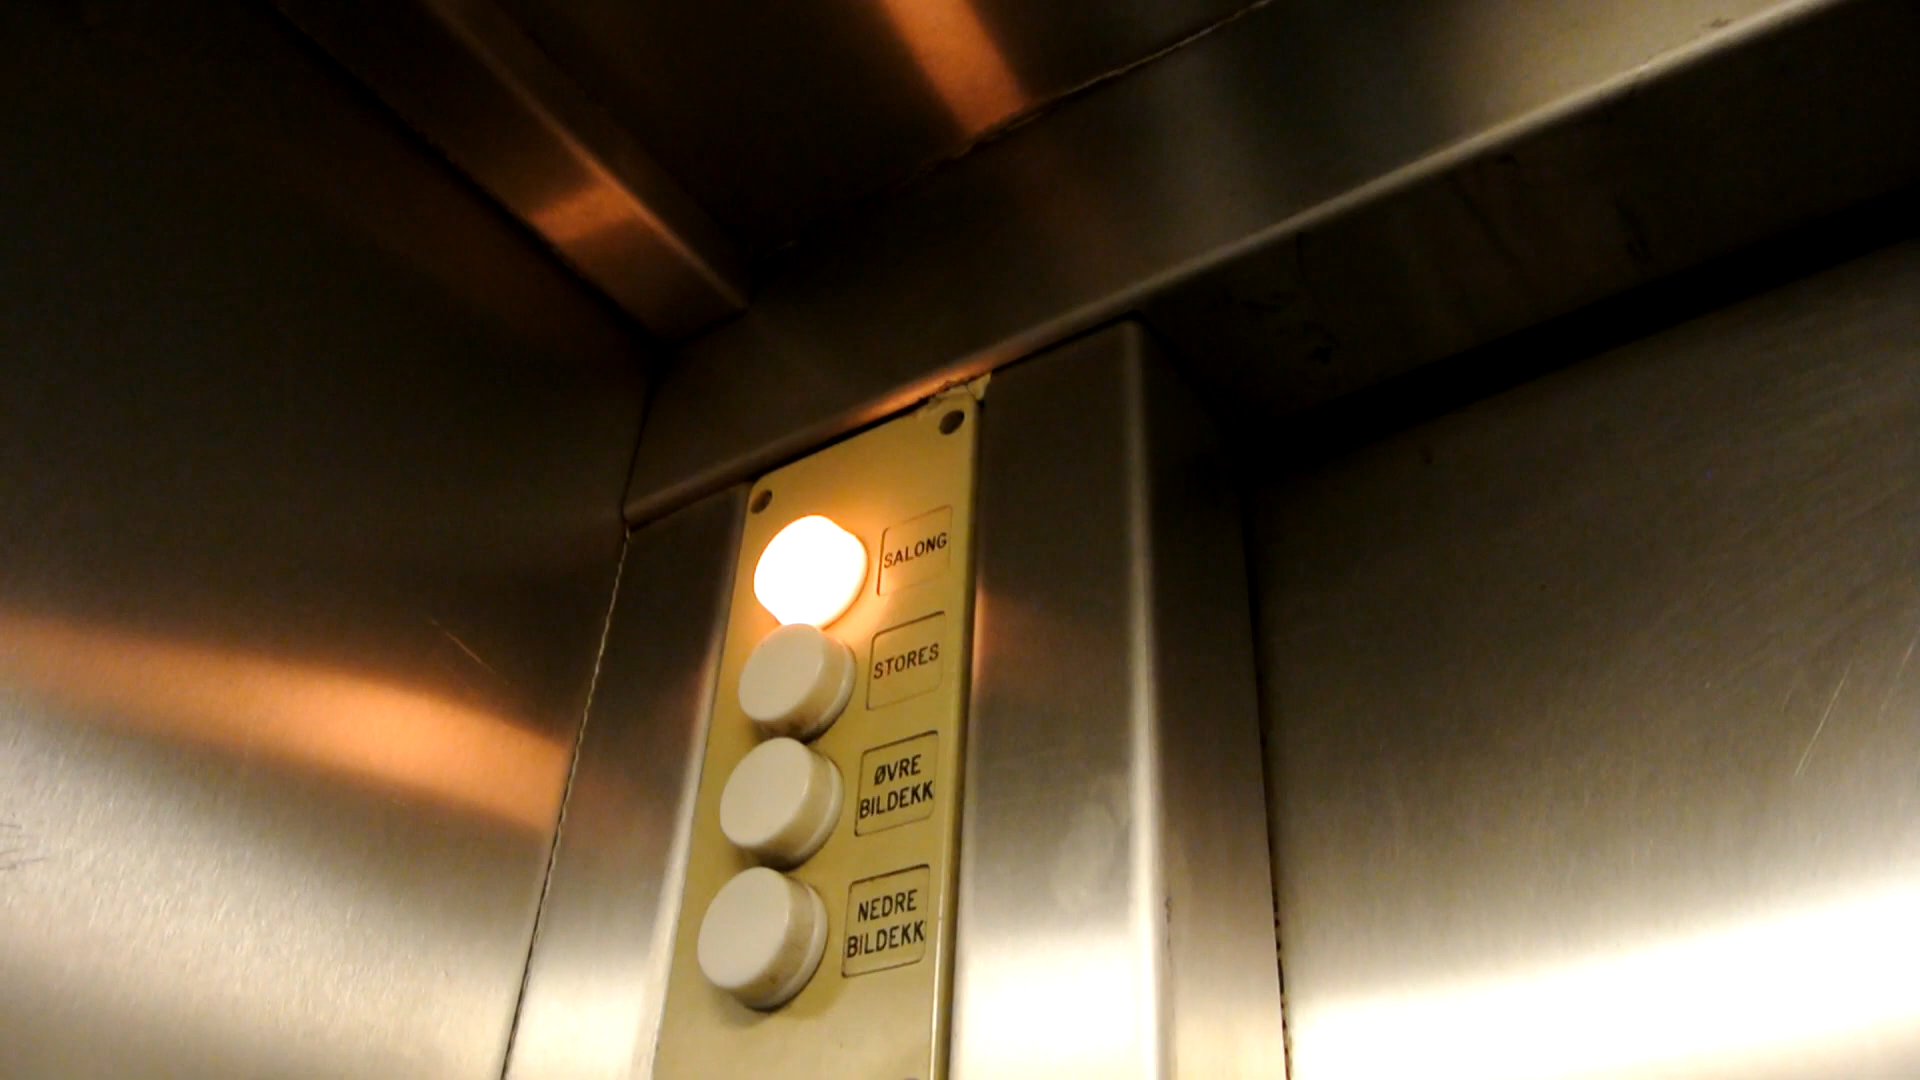 SALONG
STORES
ØVRE
BILDEKK
NEDRE
BILDEKK